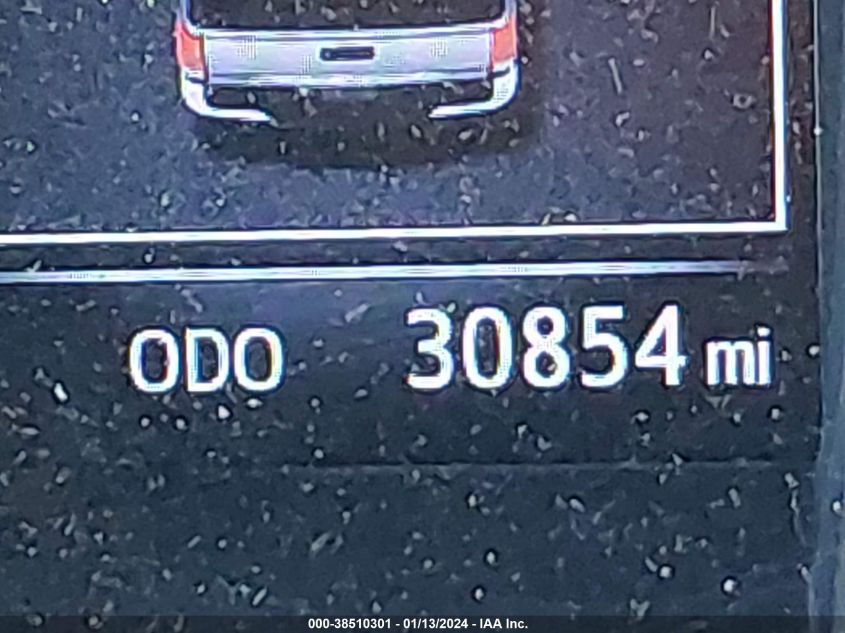 ODO 30854 mi
000-38510301 - 01/13/2024 - IAA Inc.